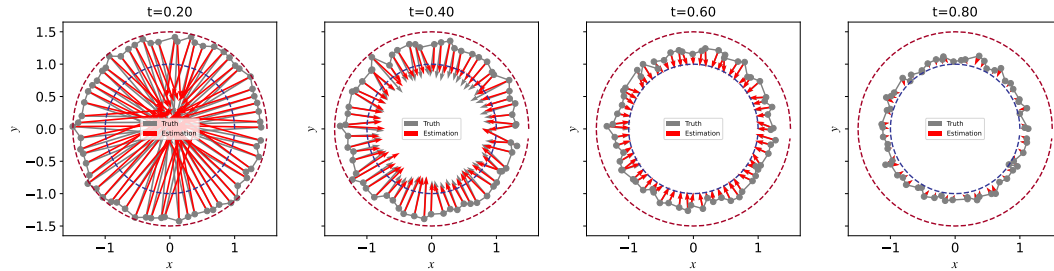 t=0.20 t=0.40 t=0.60 t=0.80
y 1.5 1.0 0.5 0.0 −0.5 −1.0 −1.5
Truth
Estimation
−1 0 1
x
y
Truth
Estimation
−1 0 1
x
y
Truth
Estimation
−1 0 1
x
y
Truth
Estimation
−1 0 1
x